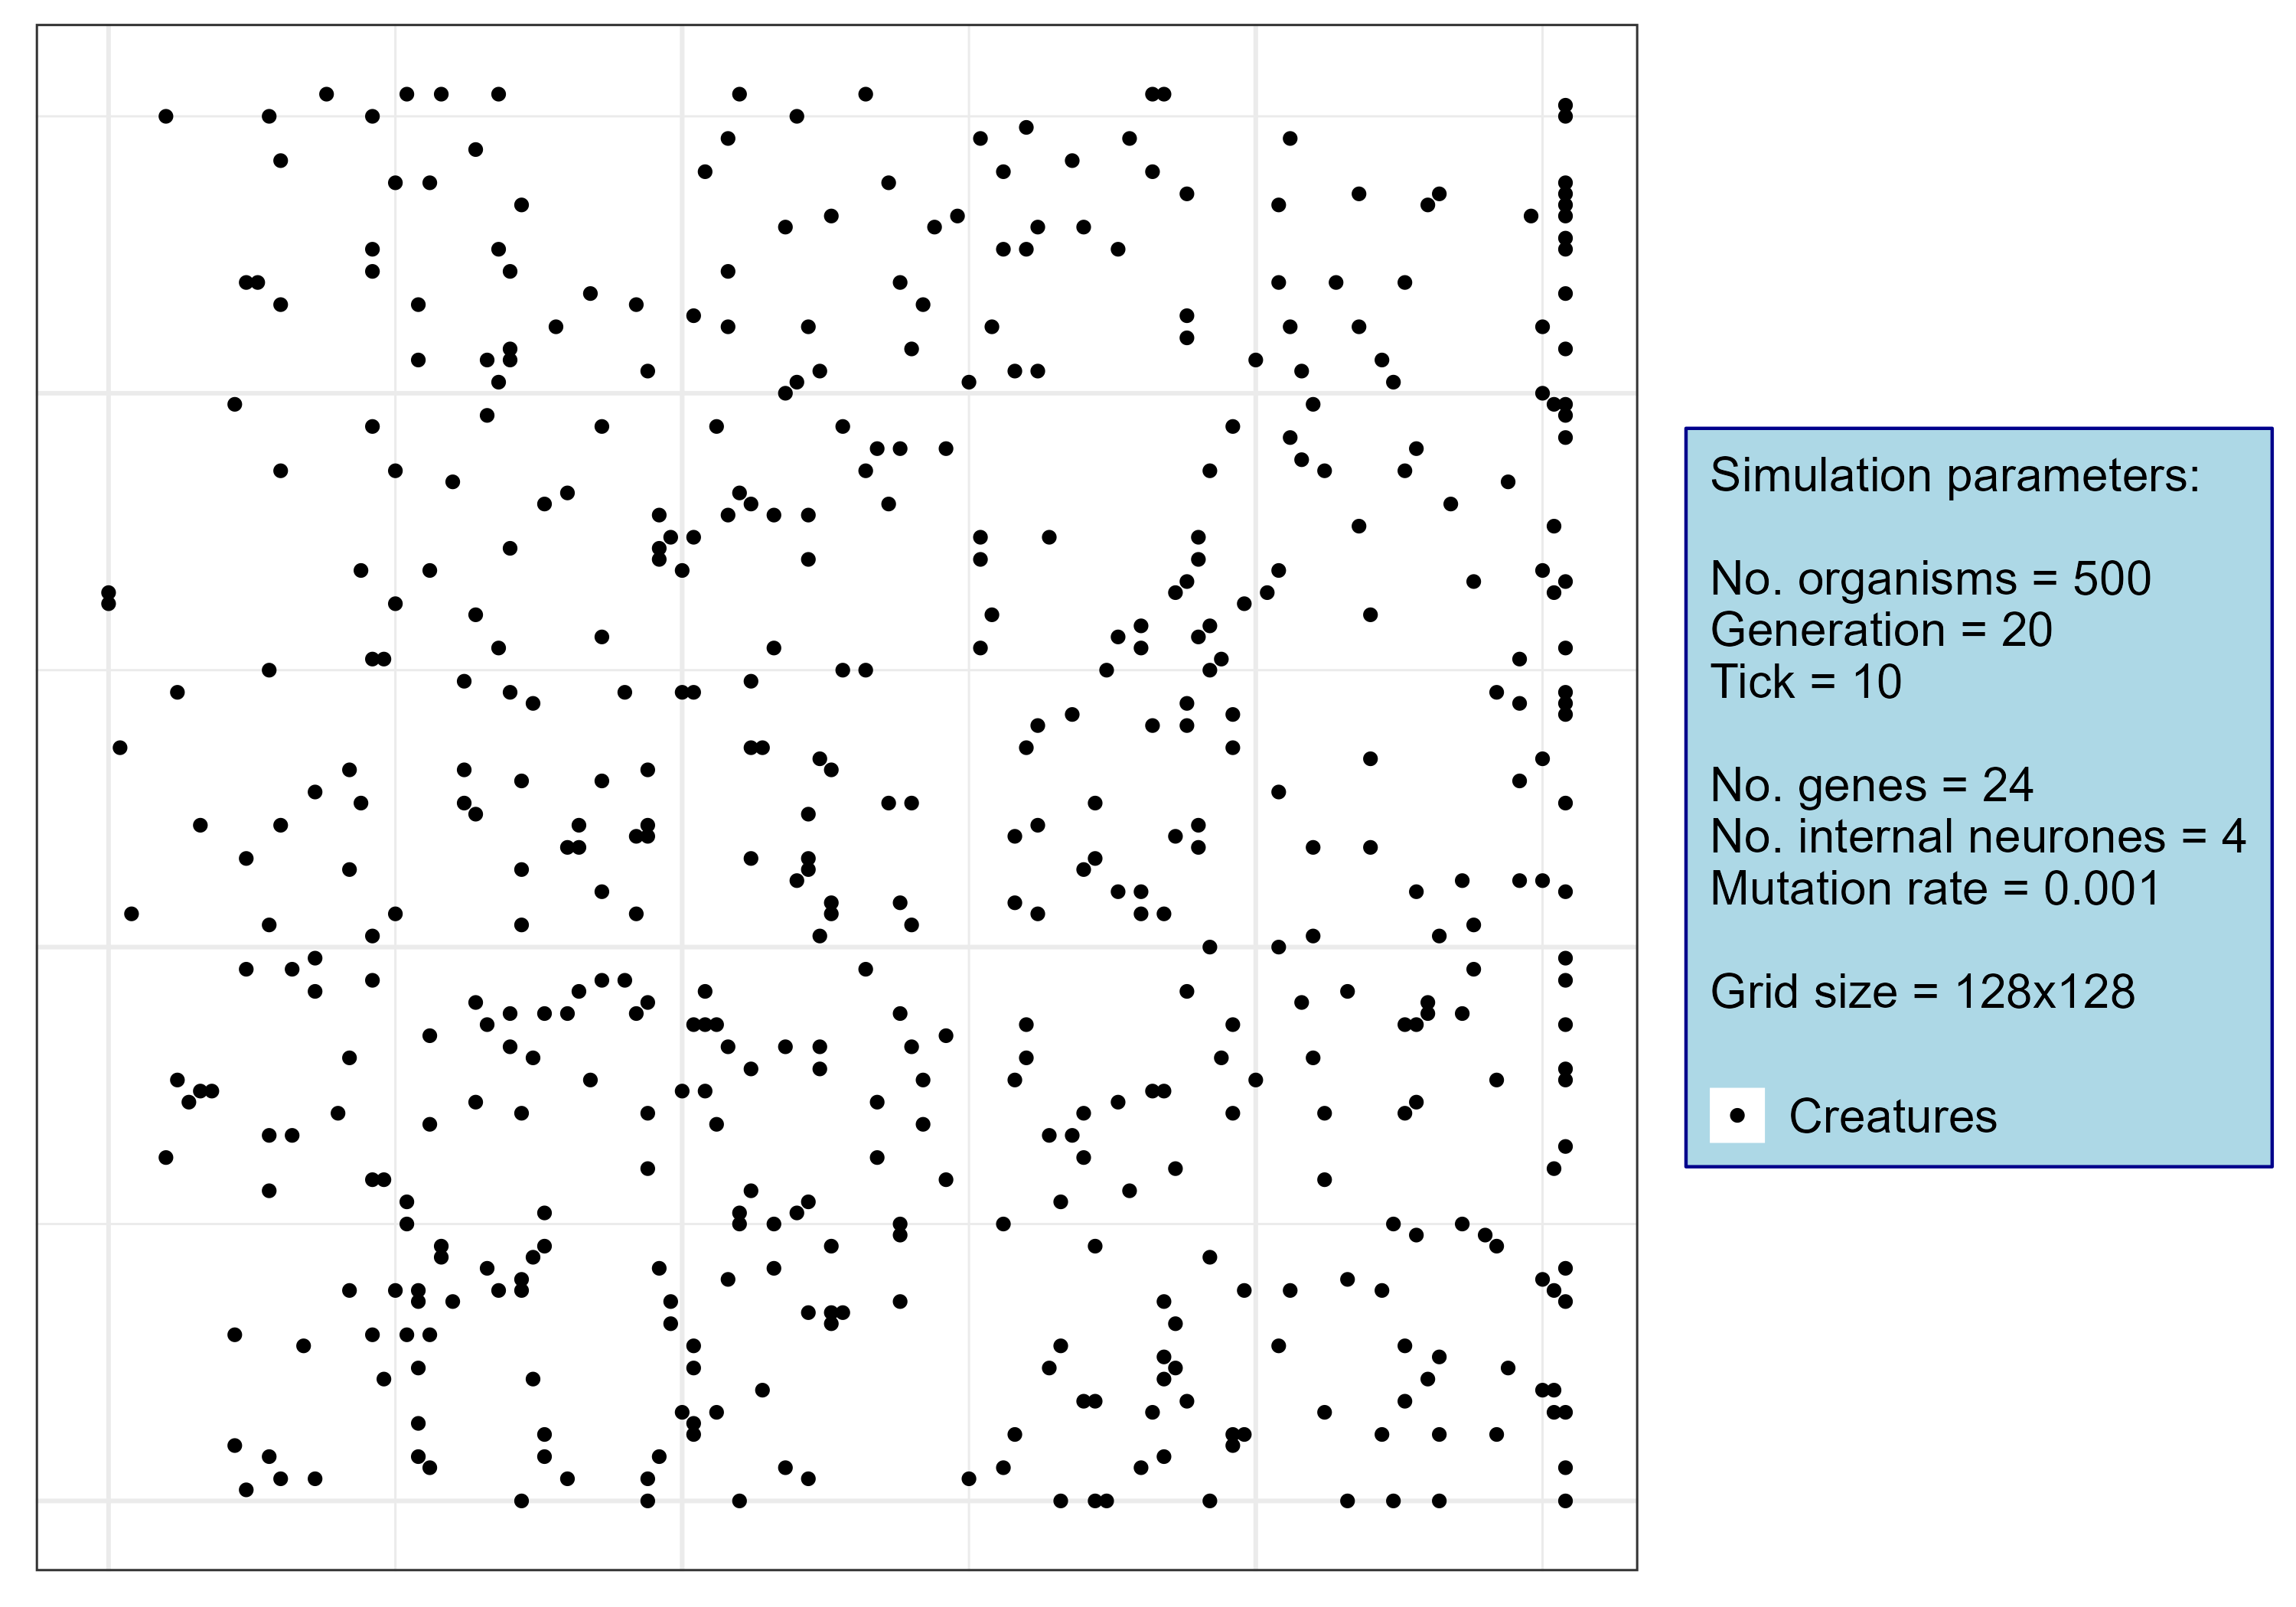 Simulation parameters:
No. organisms = 500
Generation = 20
Tick = 10
No. genes = 24
No. internal neurones = 4
Mutation rate = 0.001
Grid size = 128x128
Creatures